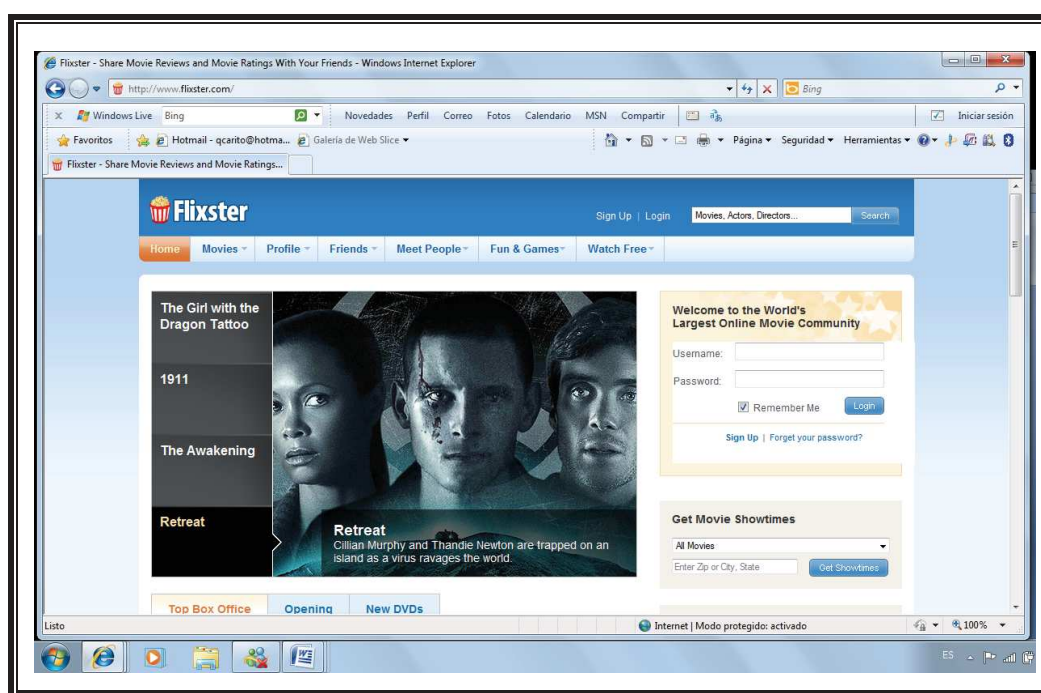 Flixster - Share Movie Reviews and Movie Ratings With Your Friends - Windows Internet Explorer
http://www.flixster.com/
Bing
x Windows Live Bing Novedades Perfil Correo Fotos Calendario MSN Compartir Iniciar sesión
Favoritos Hotmail - qcarito@hotma... Galería de Web Slice Página Seguridad Herramientas
Flixster - Share Movie Reviews and Movie Ratings...
Flixster
Sign Up | Login Movies, Actors, Directors... Search
Home Movies Profile Friends Meet People Fun & Games Watch Free
The Girl with the
Dragon Tattoo
1911
The Awakening
Retreat
Retreat
Cillian Murphy and Thandie Newton are trapped on an
island as a virus ravages the world.
Welcome to the World's
Largest Online Movie Community
Username:
Password:
Remember Me Login
Sign Up | Forget your password?
Get Movie Showtimes
All Movies
Enter Zip or City, State Get Showtimes
Top Box Office Opening New DVDs
Listo Internet | Modo protegido: activado 100%
ES